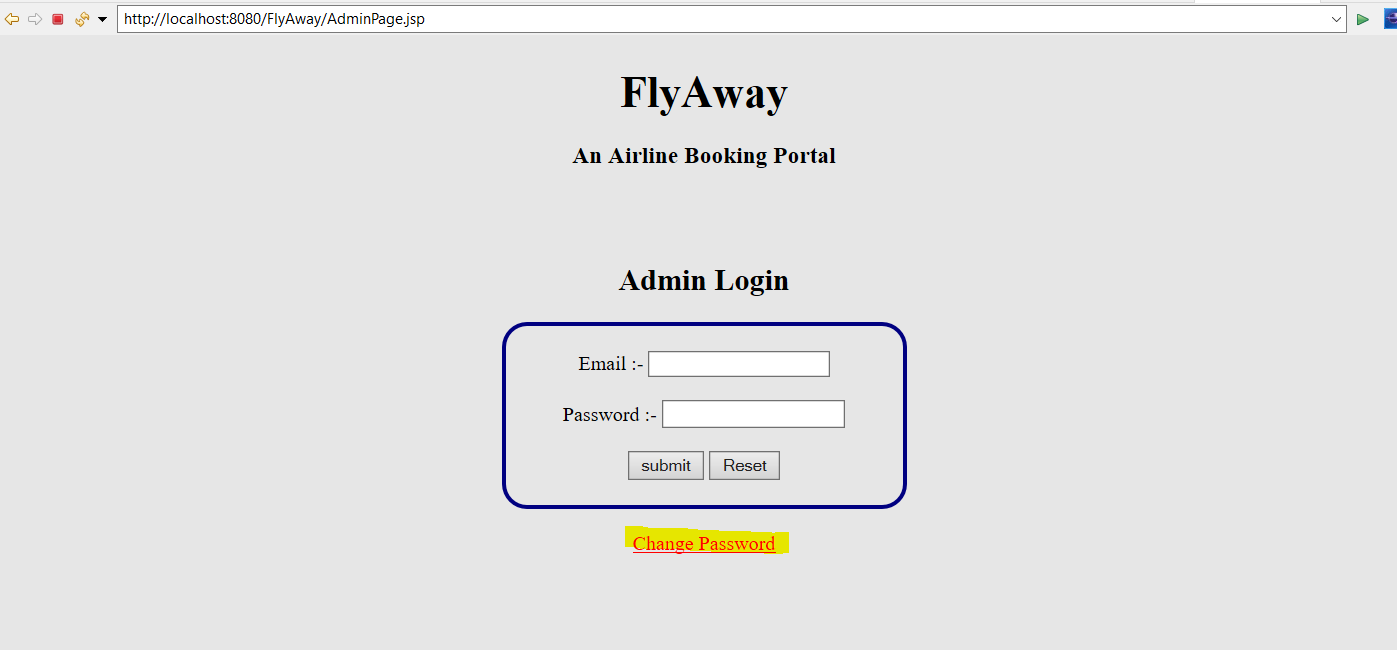 http://localhost:8080/FlyAway/AdminPage.jsp
FlyAway
An Airline Booking Portal
Admin Login
Email :-
Password :-
submit Reset
Change Password